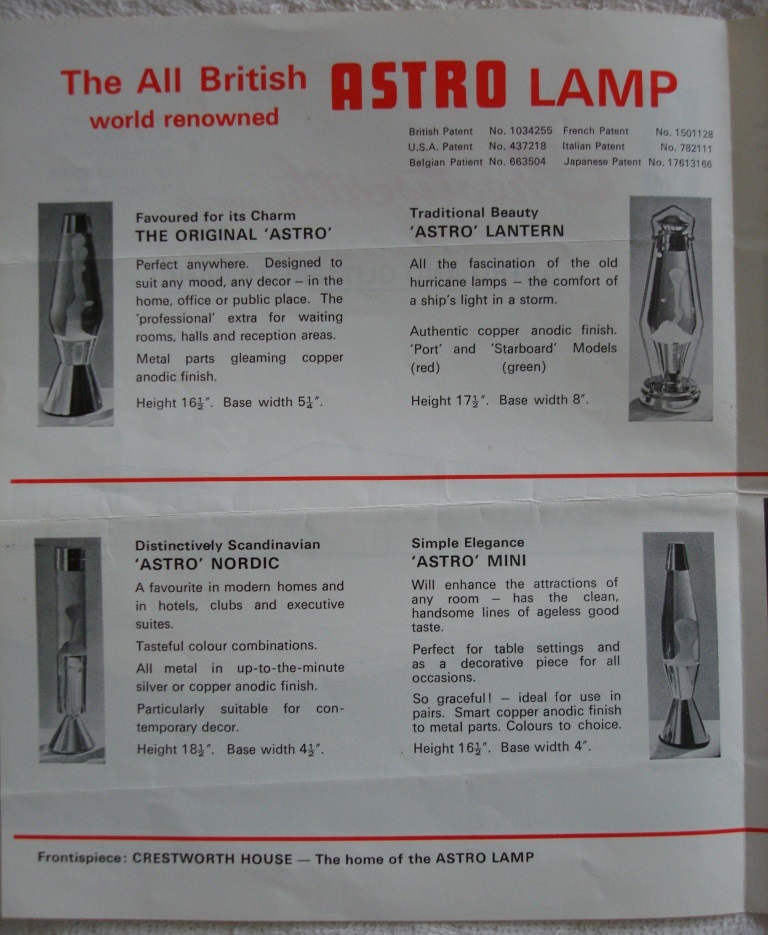 The All British ASTRO LAMP
world renowned
British Patent No. 1034255 French Patent No. 1501128
U.S.A. Patent No. 437218 Italian Patent No. 782111
Belgian Patient No. 663504 Japanese Patent No. 17613166
Favoured for its Charm
THE ORIGINAL 'ASTRO'
Perfect anywhere. Designed to
suit any mood, any decor – in the
home, office or public place. The
'professional' extra for waiting
rooms, halls and reception areas.
Metal parts gleaming copper
anodic finish.
Height 16½". Base width 5¼".
Traditional Beauty
'ASTRO' LANTERN
All the fascination of the old
hurricane lamps – the comfort of
a ship's light in a storm.
Authentic copper anodic finish.
'Port' and 'Starboard' Models
(red) (green)
Height 17½". Base width 8".
Distinctively Scandinavian
'ASTRO' NORDIC
A favourite in modern homes and
in hotels, clubs and executive
suites.
Tasteful colour combinations.
All metal in up-to-the-minute
silver or copper anodic finish.
Particularly suitable for con-
temporary decor.
Height 18½". Base width 4½".
Simple Elegance
'ASTRO' MINI
Will enhance the attractions of
any room – has the clean,
handsome lines of ageless good
taste.
Perfect for table settings and
as a decorative piece for all
occasions.
So graceful! – ideal for use in
pairs. Smart copper anodic finish
to metal parts. Colours to choice.
Height 16½". Base width 4".
Frontispiece: CRESTWORTH HOUSE — The home of the ASTRO LAMP